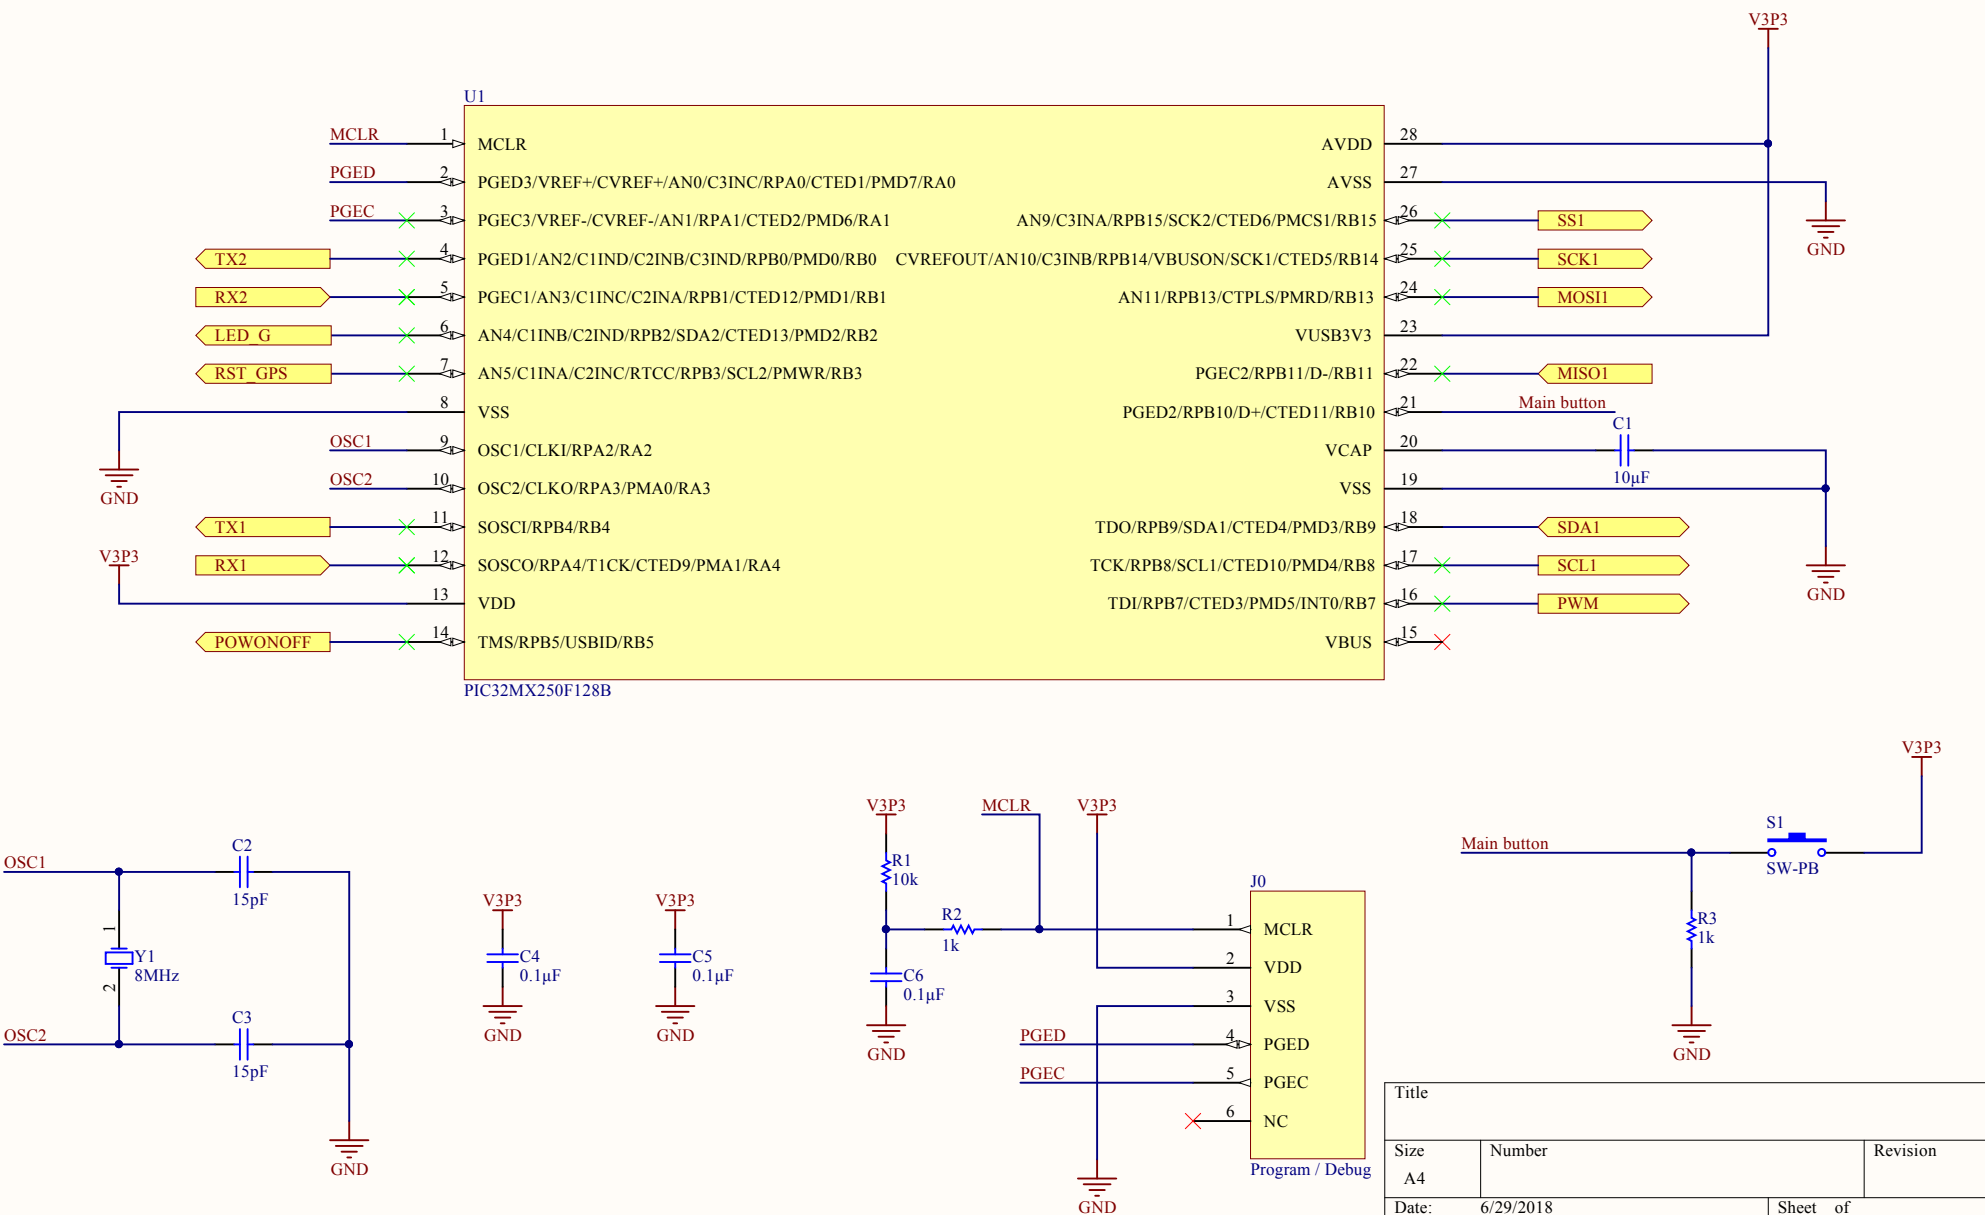 V3P3
U1
MCLR 1 MCLR AVDD 28
PGED 2 PGED3/VREF+/CVREF+/AN0/C3INC/RPA0/CTED1/PMD7/RA0 AVSS 27
PGEC 3 PGEC3/VREF-/CVREF-/AN1/RPA1/CTED2/PMD6/RA1 AN9/C3INA/RPB15/SCK2/CTED6/PMCS1/RB15 26 SS1
GND
TX2 4 PGED1/AN2/C1IND/C2INB/C3IND/RPB0/PMD0/RB0 CVREFOUT/AN10/C3INB/RPB14/VBUSON/SCK1/CTED5/RB14 25 SCK1
RX2 5 PGEC1/AN3/C1INC/C2INA/RPB1/CTED12/PMD1/RB1 AN11/RPB13/CTPLS/PMRD/RB13 24 MOSI1
LED_G 6 AN4/C1INB/C2IND/RPB2/SDA2/CTED13/PMD2/RB2 VUSB3V3 23
RST_GPS 7 AN5/C1INA/C2INC/RTCC/RPB3/SCL2/PMWR/RB3 PGEC2/RPB11/D-/RB11 22 MISO1
8 VSS PGED2/RPB10/D+/CTED11/RB10 21 Main button
C1
OSC1 9 OSC1/CLKI/RPA2/RA2 VCAP 20
10µF
GND
OSC2 10 OSC2/CLKO/RPA3/PMA0/RA3 VSS 19
TX1 11 SOSCI/RPB4/RB4 TDO/RPB9/SDA1/CTED4/PMD3/RB9 18 SDA1
V3P3
RX1 12 SOSCO/RPA4/T1CK/CTED9/PMA1/RA4 TCK/RPB8/SCL1/CTED10/PMD4/RB8 17 SCL1
GND
13 VDD TDI/RPB7/CTED3/PMD5/INT0/RB7 16 PWM
POWONOFF 14 TMS/RPB5/USBID/RB5 VBUS 15
PIC32MX250F128B
OSC1
C2
15pF
1
Y1
8MHz
2
OSC2
C3
15pF
GND
V3P3
C4
0.1µF
GND
V3P3
C5
0.1µF
GND
V3P3
R1
10k
R2
1k
C6
0.1µF
GND
MCLR
V3P3
J0
1 MCLR
2 VDD
3 VSS
PGED 4 PGED
PGEC 5 PGEC
6 NC
Program / Debug
GND
V3P3
Main button
S1
SW-PB
R3
1k
GND
Title
Size Number Revision
A4
Date: 6/29/2018 Sheet of